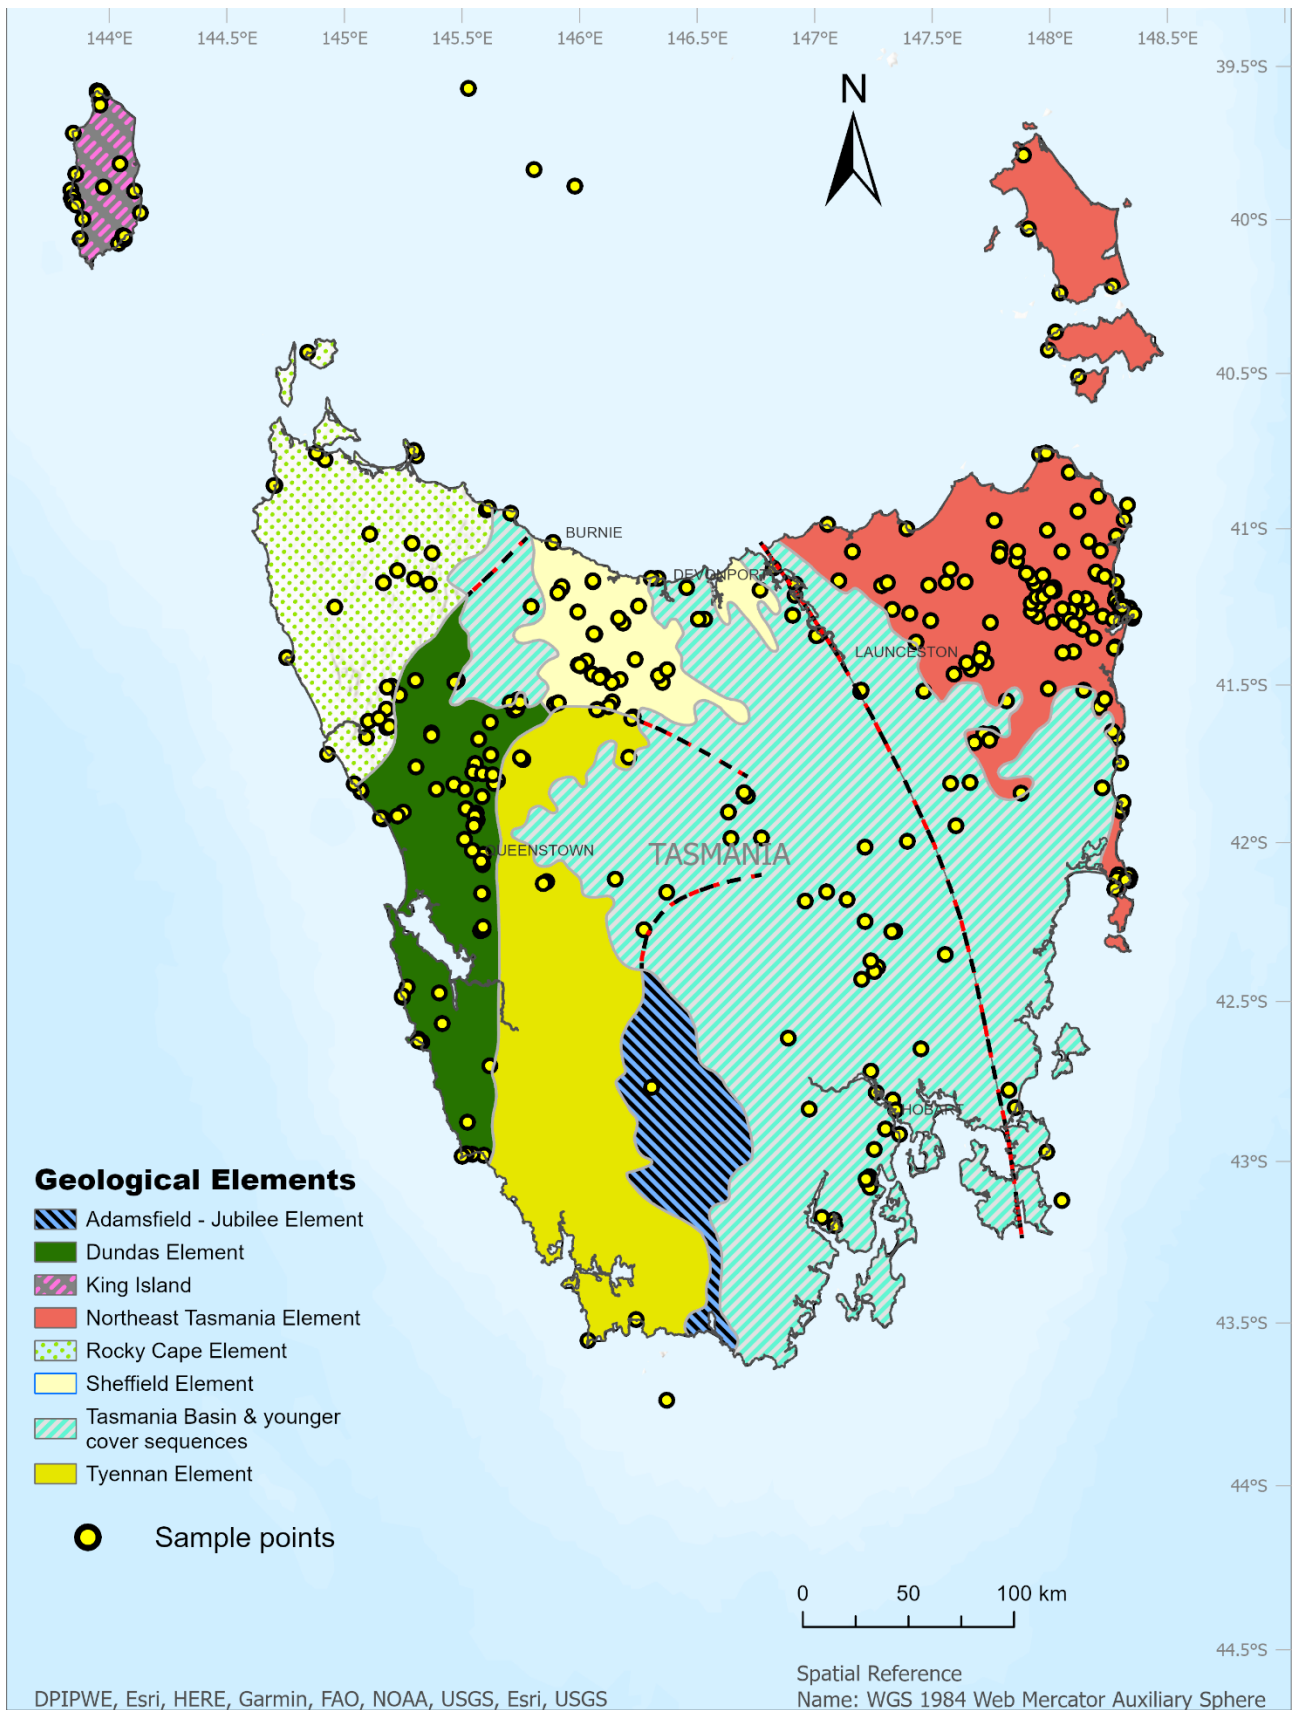 144°E 144.5°E 145°E 145.5°E 146°E 146.5°E 147°E 147.5°E 148°E 148.5°E
39.5°S
N
40°S
40.5°S
41°S
BURNIE
DEVONPORT
LAUNCESTON
41.5°S
QUEENSTOWN
TASMANIA
42°S
42.5°S
HOBART
43°S
43.5°S
44°S
44.5°S
Geological Elements
Adamsfield - Jubilee Element
Dundas Element
King Island
Northeast Tasmania Element
Rocky Cape Element
Sheffield Element
Tasmania Basin & younger
cover sequences
Tyennan Element
Sample points
0 50 100 km
Spatial Reference
DPIPWE, Esri, HERE, Garmin, FAO, NOAA, USGS, Esri, USGS
Name: WGS 1984 Web Mercator Auxiliary Sphere